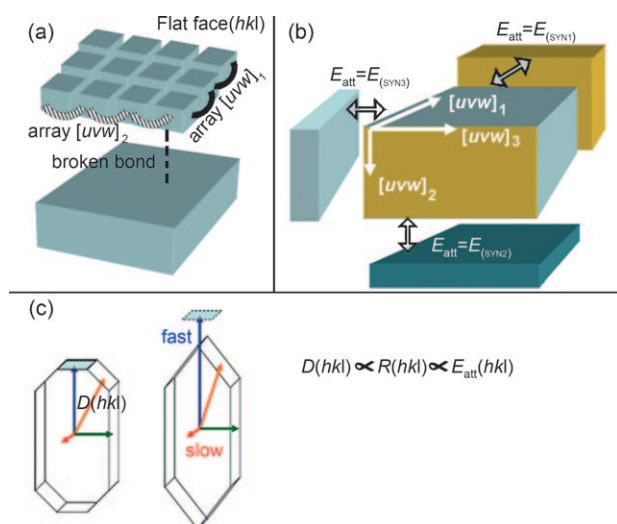 (a)
Flat face(hkl)
array [uvw]1
array [uvw]2
broken bond
(b)
Eatt=E(SYN1)
Eatt=E(SYN3)
[uvw]1
[uvw]3
[uvw]2
Eatt=E(SYN2)
(c)
fast
D(hkl)
slow
D(hkl) ∝ R(hkl) ∝ Eatt(hkl)